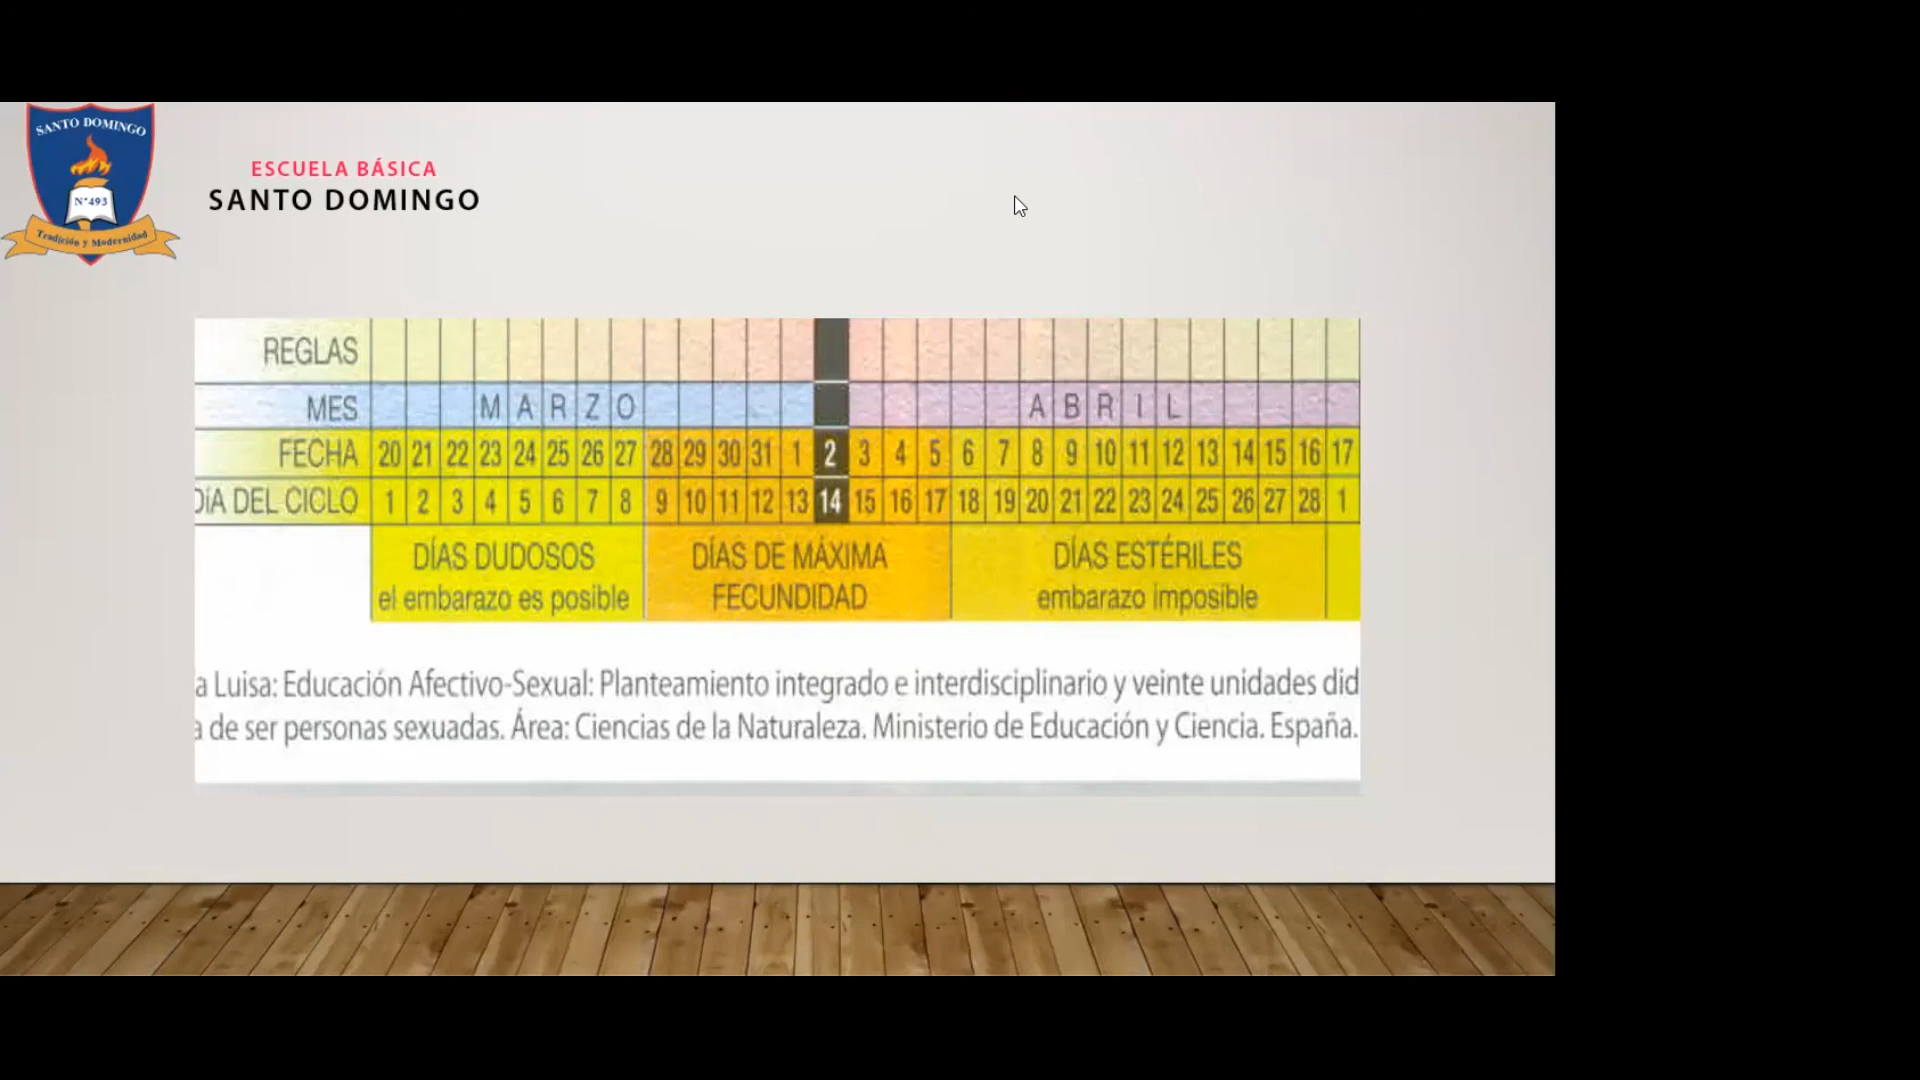 SANTO DOMINGO
N°493
Tradición y Modernidad
ESCUELA BÁSICA
SANTO DOMINGO
REGLAS
MES MARZO ABRIL
FECHA 20 21 22 23 24 25 26 27 28 29 30 31 1 2 3 4 5 6 7 8 9 10 11 12 13 14 15 16 17
DÍA DEL CICLO 1 2 3 4 5 6 7 8 9 10 11 12 13 14 15 16 17 18 19 20 21 22 23 24 25 26 27 28 1
DÍAS DUDOSOS
el embarazo es posible
DÍAS DE MÁXIMA
FECUNDIDAD
DÍAS ESTÉRILES
embarazo imposible
a Luisa: Educación Afectivo-Sexual: Planteamiento integrado e interdisciplinario y veinte unidades did
a de ser personas sexuadas. Área: Ciencias de la Naturaleza. Ministerio de Educación y Ciencia. España.